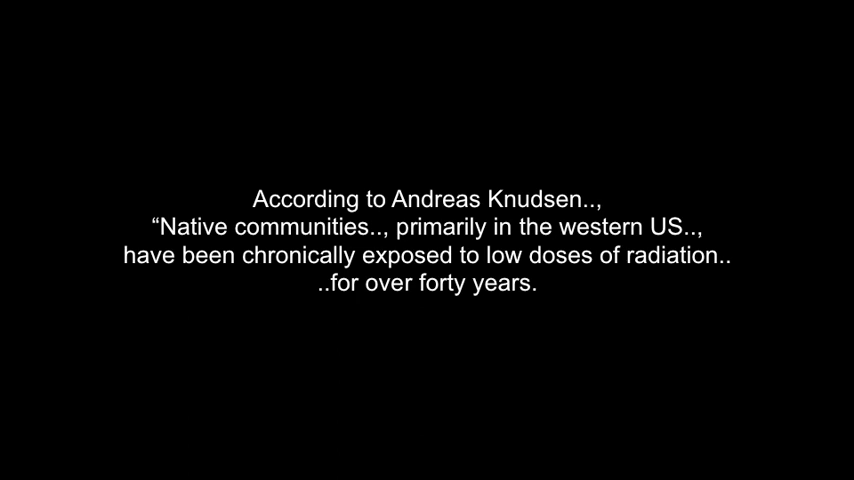 According to Andreas Knudsen..,
“Native communities.., primarily in the western US..,
have been chronically exposed to low doses of radiation..
..for over forty years.